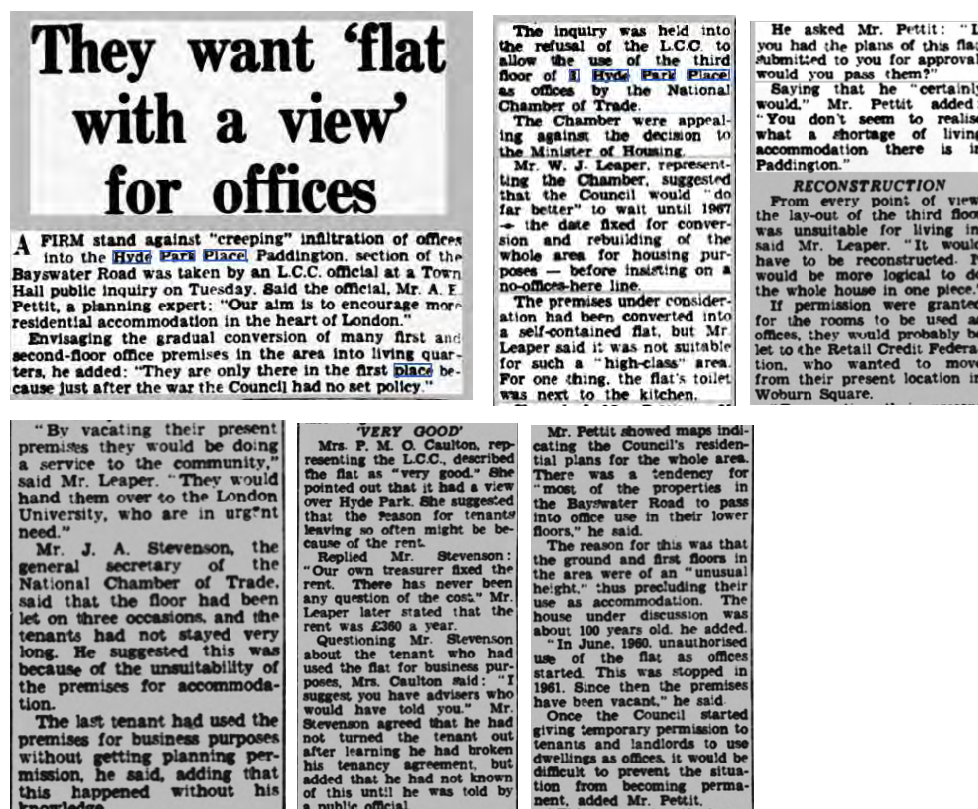 They want ‘flat
with a view’
for offices
A FIRM stand against "creeping" infiltration of offices
into the Hyde Park Place, Paddington, section of the
Bayswater Road was taken by an L.C.C. official at a Town
Hall public inquiry on Tuesday. Said the official, Mr. A. E.
Pettit, a planning expert: "Our aim is to encourage more
residential accommodation in the heart of London."
Envisaging the gradual conversion of many first and
second-floor office premises in the area into living quar-
ters, he added: "They are only there in the first place be-
cause just after the war the Council had no set policy."
The inquiry was held into
the refusal of the L.C.C. to
allow the use of the third
floor of 1 Hyde Park Place
as offices by the National
Chamber of Trade.
The Chamber were appeal-
ing against the decision to
the Minister of Housing.
Mr. W. J. Leaper, represent-
ting the Chamber, suggested
that the Council would "do
far better" to wait until 1967
— the date fixed for conver-
sion and rebuilding of the
whole area for housing pur-
poses — before insisting on a
no-offices-here line.
The premises under consider-
ation had been converted into
a self-contained flat, but Mr.
Leaper said it was not suitable
for such a "high-class" area.
For one thing, the flat's toilet
was next to the kitchen.
He asked Mr. Pettit: "I
you had the plans of this flat
submitted to you for approval
would you pass them?"
Saying that he "certainly
would," Mr. Pettit added:
"You don't seem to realise
what a shortage of living
accommodation there is in
Paddington."
RECONSTRUCTION
From every point of view
the lay-out of the third floor
was unsuitable for living in
said Mr. Leaper. "It would
have to be reconstructed. I
would be more logical to do
the whole house in one piece."
If permission were granted
for the rooms to be used as
offices, they would probably be
let to the Retail Credit Federa-
tion, who wanted to move
from their present location in
Woburn Square.
"By vacating their present
premises they would be doing
a service to the community,"
said Mr. Leaper. "They would
hand them over to the London
University, who are in urgent
need."
Mr. J. A. Stevenson, the
general secretary of the
National Chamber of Trade,
said that the floor had been
let on three occasions, and the
tenants had not stayed very
long. He suggested this was
because of the unsuitability of
the premises for accommoda-
tion.
The last tenant had used the
premises for business purposes
without getting planning per-
mission, he said, adding that
this happened without his
knowledge.
'VERY GOOD'
Mrs. P. M. O. Caulton, rep-
resenting the L.C.C., described
the flat as "very good." She
pointed out that it had a view
over Hyde Park. She suggested
that the reason for tenants
leaving so often might be be-
cause of the rent.
Replied Mr. Stevenson:
"Our own treasurer fixed the
rent. There has never been
any question of the cost." Mr.
Leaper later stated that the
rent was £360 a year.
Questioning Mr. Stevenson
about the tenant who had
used the flat for business pur-
poses, Mrs. Caulton said: "I
suggest you have advisers who
would have told you." Mr.
Stevenson agreed that he had
not turned the tenant out
after learning he had broken
his tenancy agreement, but
added that he had not known
of this until he was told by
a public official.
Mr. Pettit showed maps indi-
cating the Council's residen-
tial plans for the whole area.
There was a tendency for
"most of the properties in
the Bayswater Road to pass
into office use in their lower
floors," he said.
The reason for this was that
the ground and first floors in
the area were of an "unusual
height," thus precluding their
use as accommodation. The
house under discussion was
about 100 years old, he added.
"In June, 1960, unauthorised
use of the flat as offices
started. This was stopped in
1961. Since then the premises
have been vacant," he said.
Once the Council started
giving temporary permission to
tenants and landlords to use
dwellings as offices, it would be
difficult to prevent the situa-
tion from becoming perma-
nent, added Mr. Pettit.